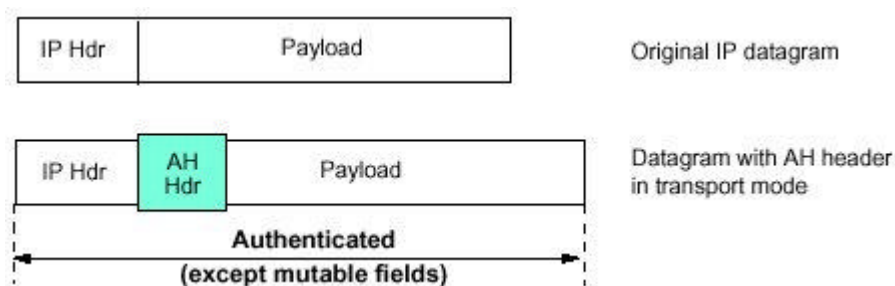 IP Hdr
Payload
Original IP datagram
IP Hdr
AH
Hdr
Payload
Datagram with AH header
in transport mode
Authenticated
(except mutable fields)